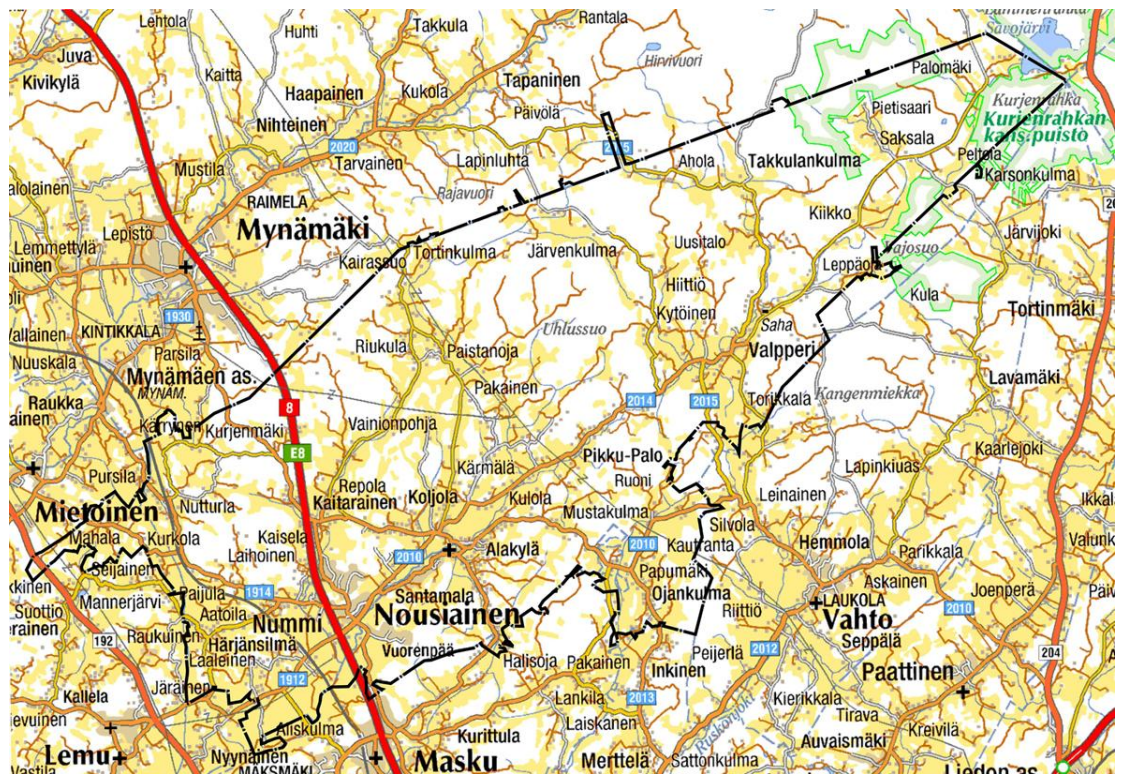 Lehtola
Huhti
Takkula
Rantala
Savojärvi
Juva
Kivikylä
Kaitta
Hirvivuori
Palomäki
Haapainen
Kukola
Tapaninen
Päivölä
Pietisaari
Kurjenrahka
Kurjenrahkan
kans.puisto
Nihteinen
2020
Tarvainen
Lapinluhta
Ahola
Takkulankulma
Saksala
Peltola
Karsonkulma
Mustila
Rajavuori
RAIMELA
Lepistö
Mynämäki
Kairassuo
Tortinkulma
Järvenkulma
Uusitalo
Kiikko
Järvijoki
Lemmettylä
Hiittiö
Leppäoja
Kajosuo
Kula
1930
KINTIKKALA
Kytöinen
Saha
Tortinmäki
Uhlussuo
Nuuskala
Parsila
Riukula
Paistanoja
Valpperi
Mynämäen as.
MYNÄM.
Pakainen
Lavamäki
Raukka
8
2014
2015
Torikkala
Kangenmiekka
Kärrynen
Kurjenmäki
Vainionpohja
E8
Pikku-Palo
Kaarlejoki
Kärmälä
Ruoni
Lapinkiuas
Pursila
Repola
Nutturla
Kaitarainen
Koljola
Kulola
Leinainen
Mietoinen
Mustakulma
Silvola
Mahala
Kurkola
Kaisela
Laihoinen
2010
Alakylä
2010
Kautranta
Hemmola
Parikkala
Seijainen
Papumäki
Askainen
Joenperä
Suottio
Mannerjärvi
Paijula
1914
Santamala
Ojankulma
LAUKOLA
2010
Aatoila
Nummi
Nousiainen
Riittiö
Vahto
192
Raukuinen
Härjänsilmä
Seppälä
Laaleinen
Vuorenpää
Halisoja
Pakainen
Inkinen
Peijerlä
2012
204
Paattinen
Kallela
Järäinen
1912
Lankila
2013
Kierikkala
Tirava
Laiskanen
Ruskonjoki
Kreivilä
Aliskulma
Kurittula
Auvaismäki
Lemu
Nyynäinen
Masku
Merttelä
Sattonkulma
Vastila
MAKSMÄKI
Liedon as.